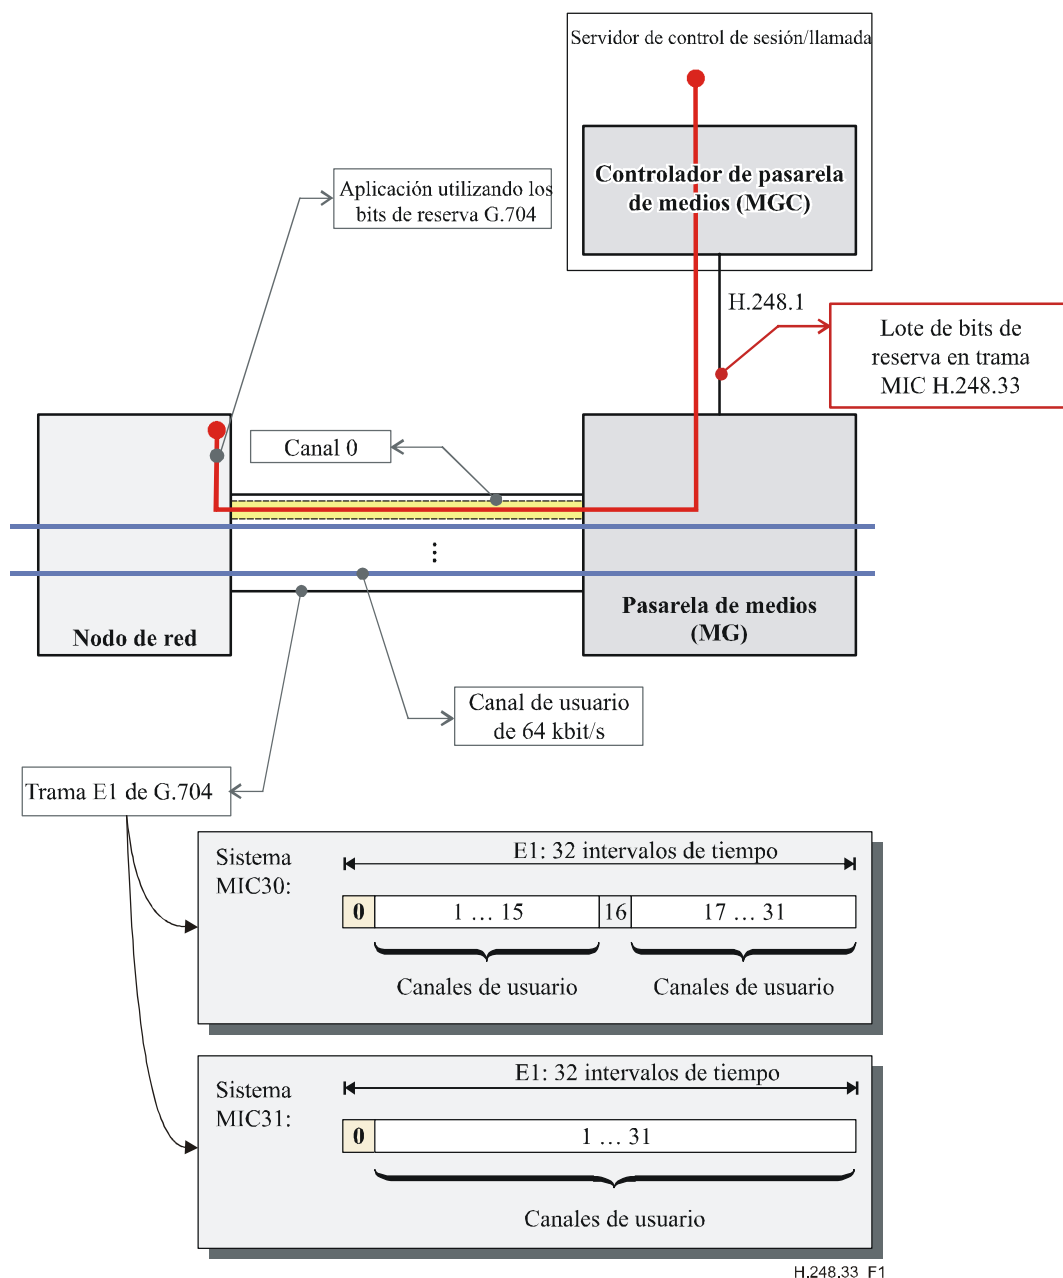 Servidor de control de sesión/llamada
Controlador de pasarela
de medios (MGC)
Aplicación utilizando los
bits de reserva G.704
H.248.1
Lote de bits de
reserva en trama
MIC H.248.33
Canal 0
⋮
Nodo de red
Pasarela de medios
(MG)
Canal de usuario
de 64 kbit/s
Trama E1 de G.704
Sistema
MIC30:
E1: 32 intervalos de tiempo
0
1 … 15
16
17 … 31
Canales de usuario
Canales de usuario
Sistema
MIC31:
E1: 32 intervalos de tiempo
0
1 … 31
Canales de usuario
H.248.33_F1